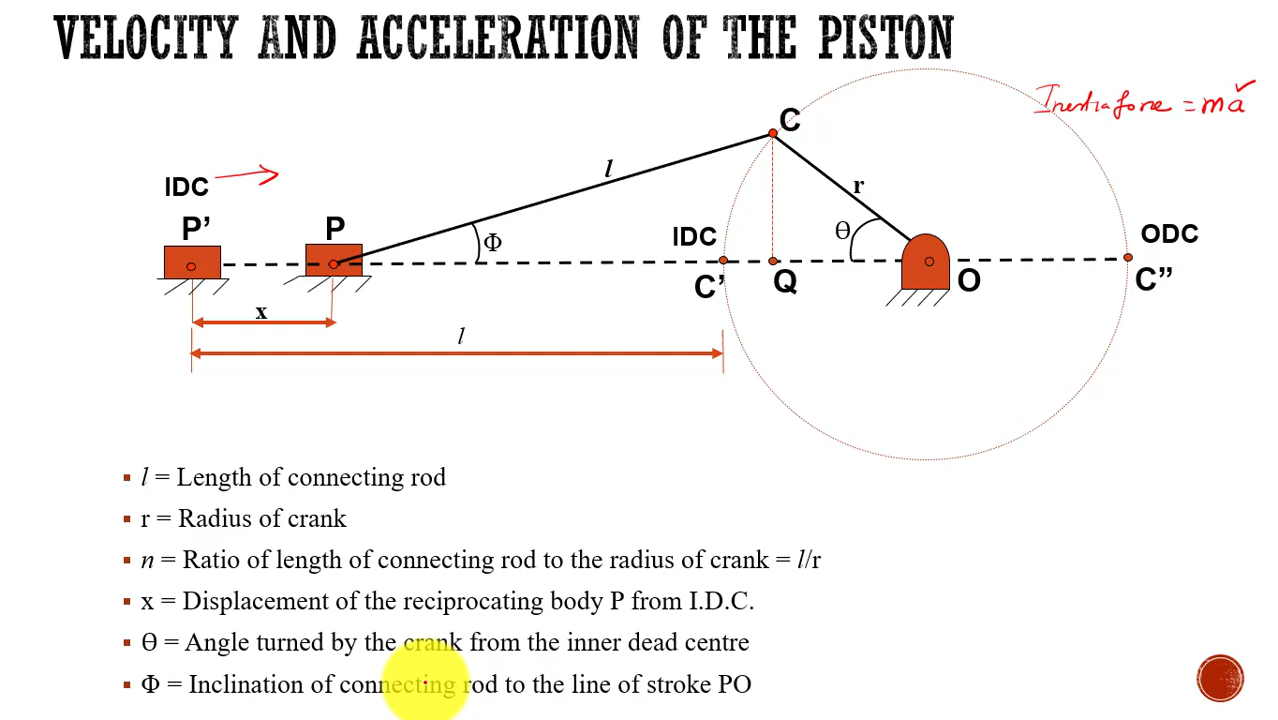 VELOCITY AND ACCELERATION OF THE PISTON
Inertia force = ma
C
IDC
l
r
P’
P
Φ
IDC
θ
ODC
C’
Q
O
C”
x
l
▪ l = Length of connecting rod
▪ r = Radius of crank
▪ n = Ratio of length of connecting rod to the radius of crank = l/r
▪ x = Displacement of the reciprocating body P from I.D.C.
▪ ϴ = Angle turned by the crank from the inner dead centre
▪ Φ = Inclination of connecting rod to the line of stroke PO